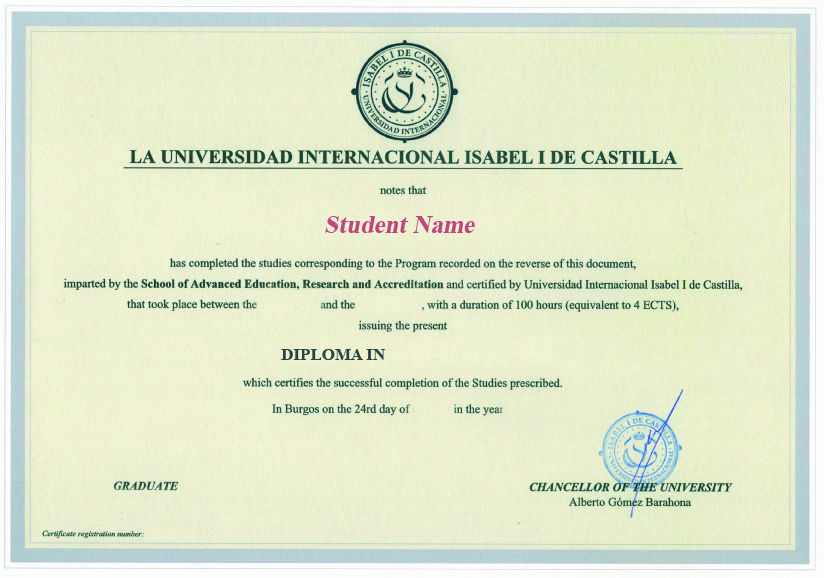 ISABEL I DE CASTILLA
UNIVERSIDAD INTERNACIONAL
LA UNIVERSIDAD INTERNACIONAL ISABEL I DE CASTILLA
notes that
Student Name
has completed the studies corresponding to the Program recorded on the reverse of this document,
imparted by the School of Advanced Education, Research and Accreditation and certified by Universidad Internacional Isabel I de Castilla,
that took place between the and the , with a duration of 100 hours (equivalent to 4 ECTS),
issuing the present
DIPLOMA IN
which certifies the successful completion of the Studies prescribed.
In Burgos on the 24rd day of in the year
ISABEL I DE CASTILLA
UNIVERSIDAD INTERNACIONAL
GRADUATE
CHANCELLOR OF THE UNIVERSITY
Alberto Gómez Barahona
Certificate registration number: